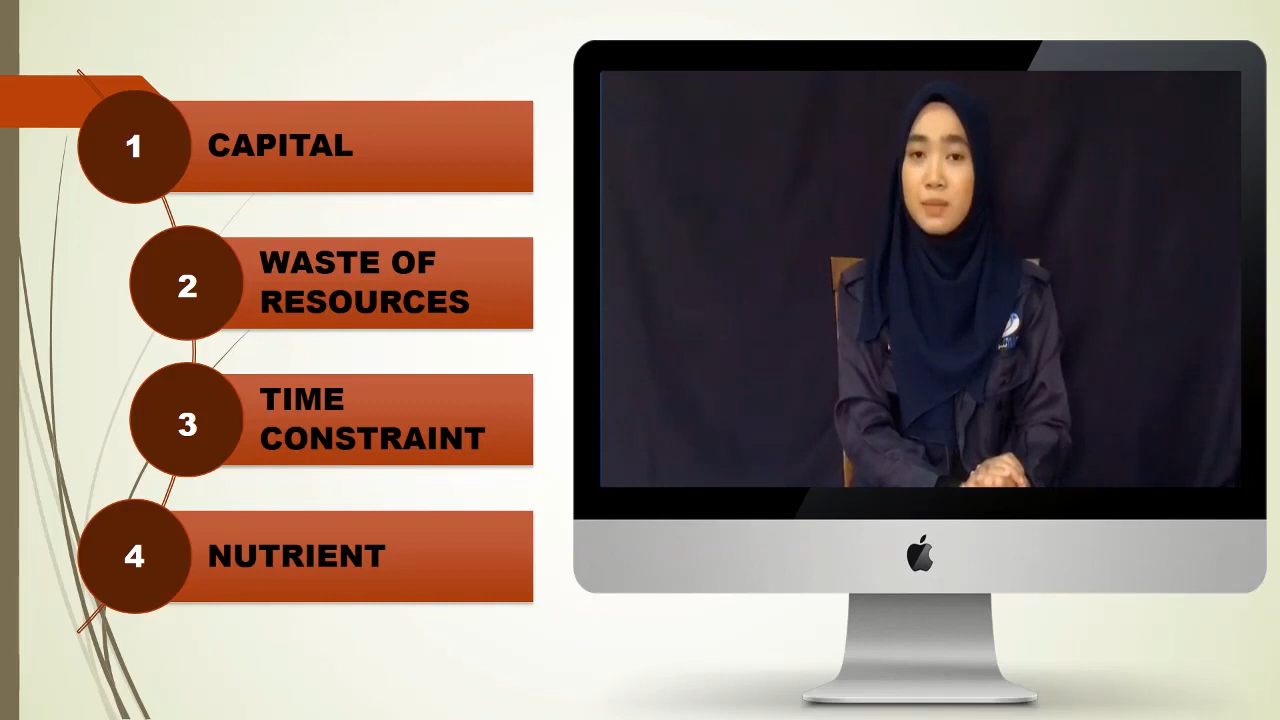 1
CAPITAL
2
WASTE OF
RESOURCES
3
TIME
CONSTRAINT
4
NUTRIENT